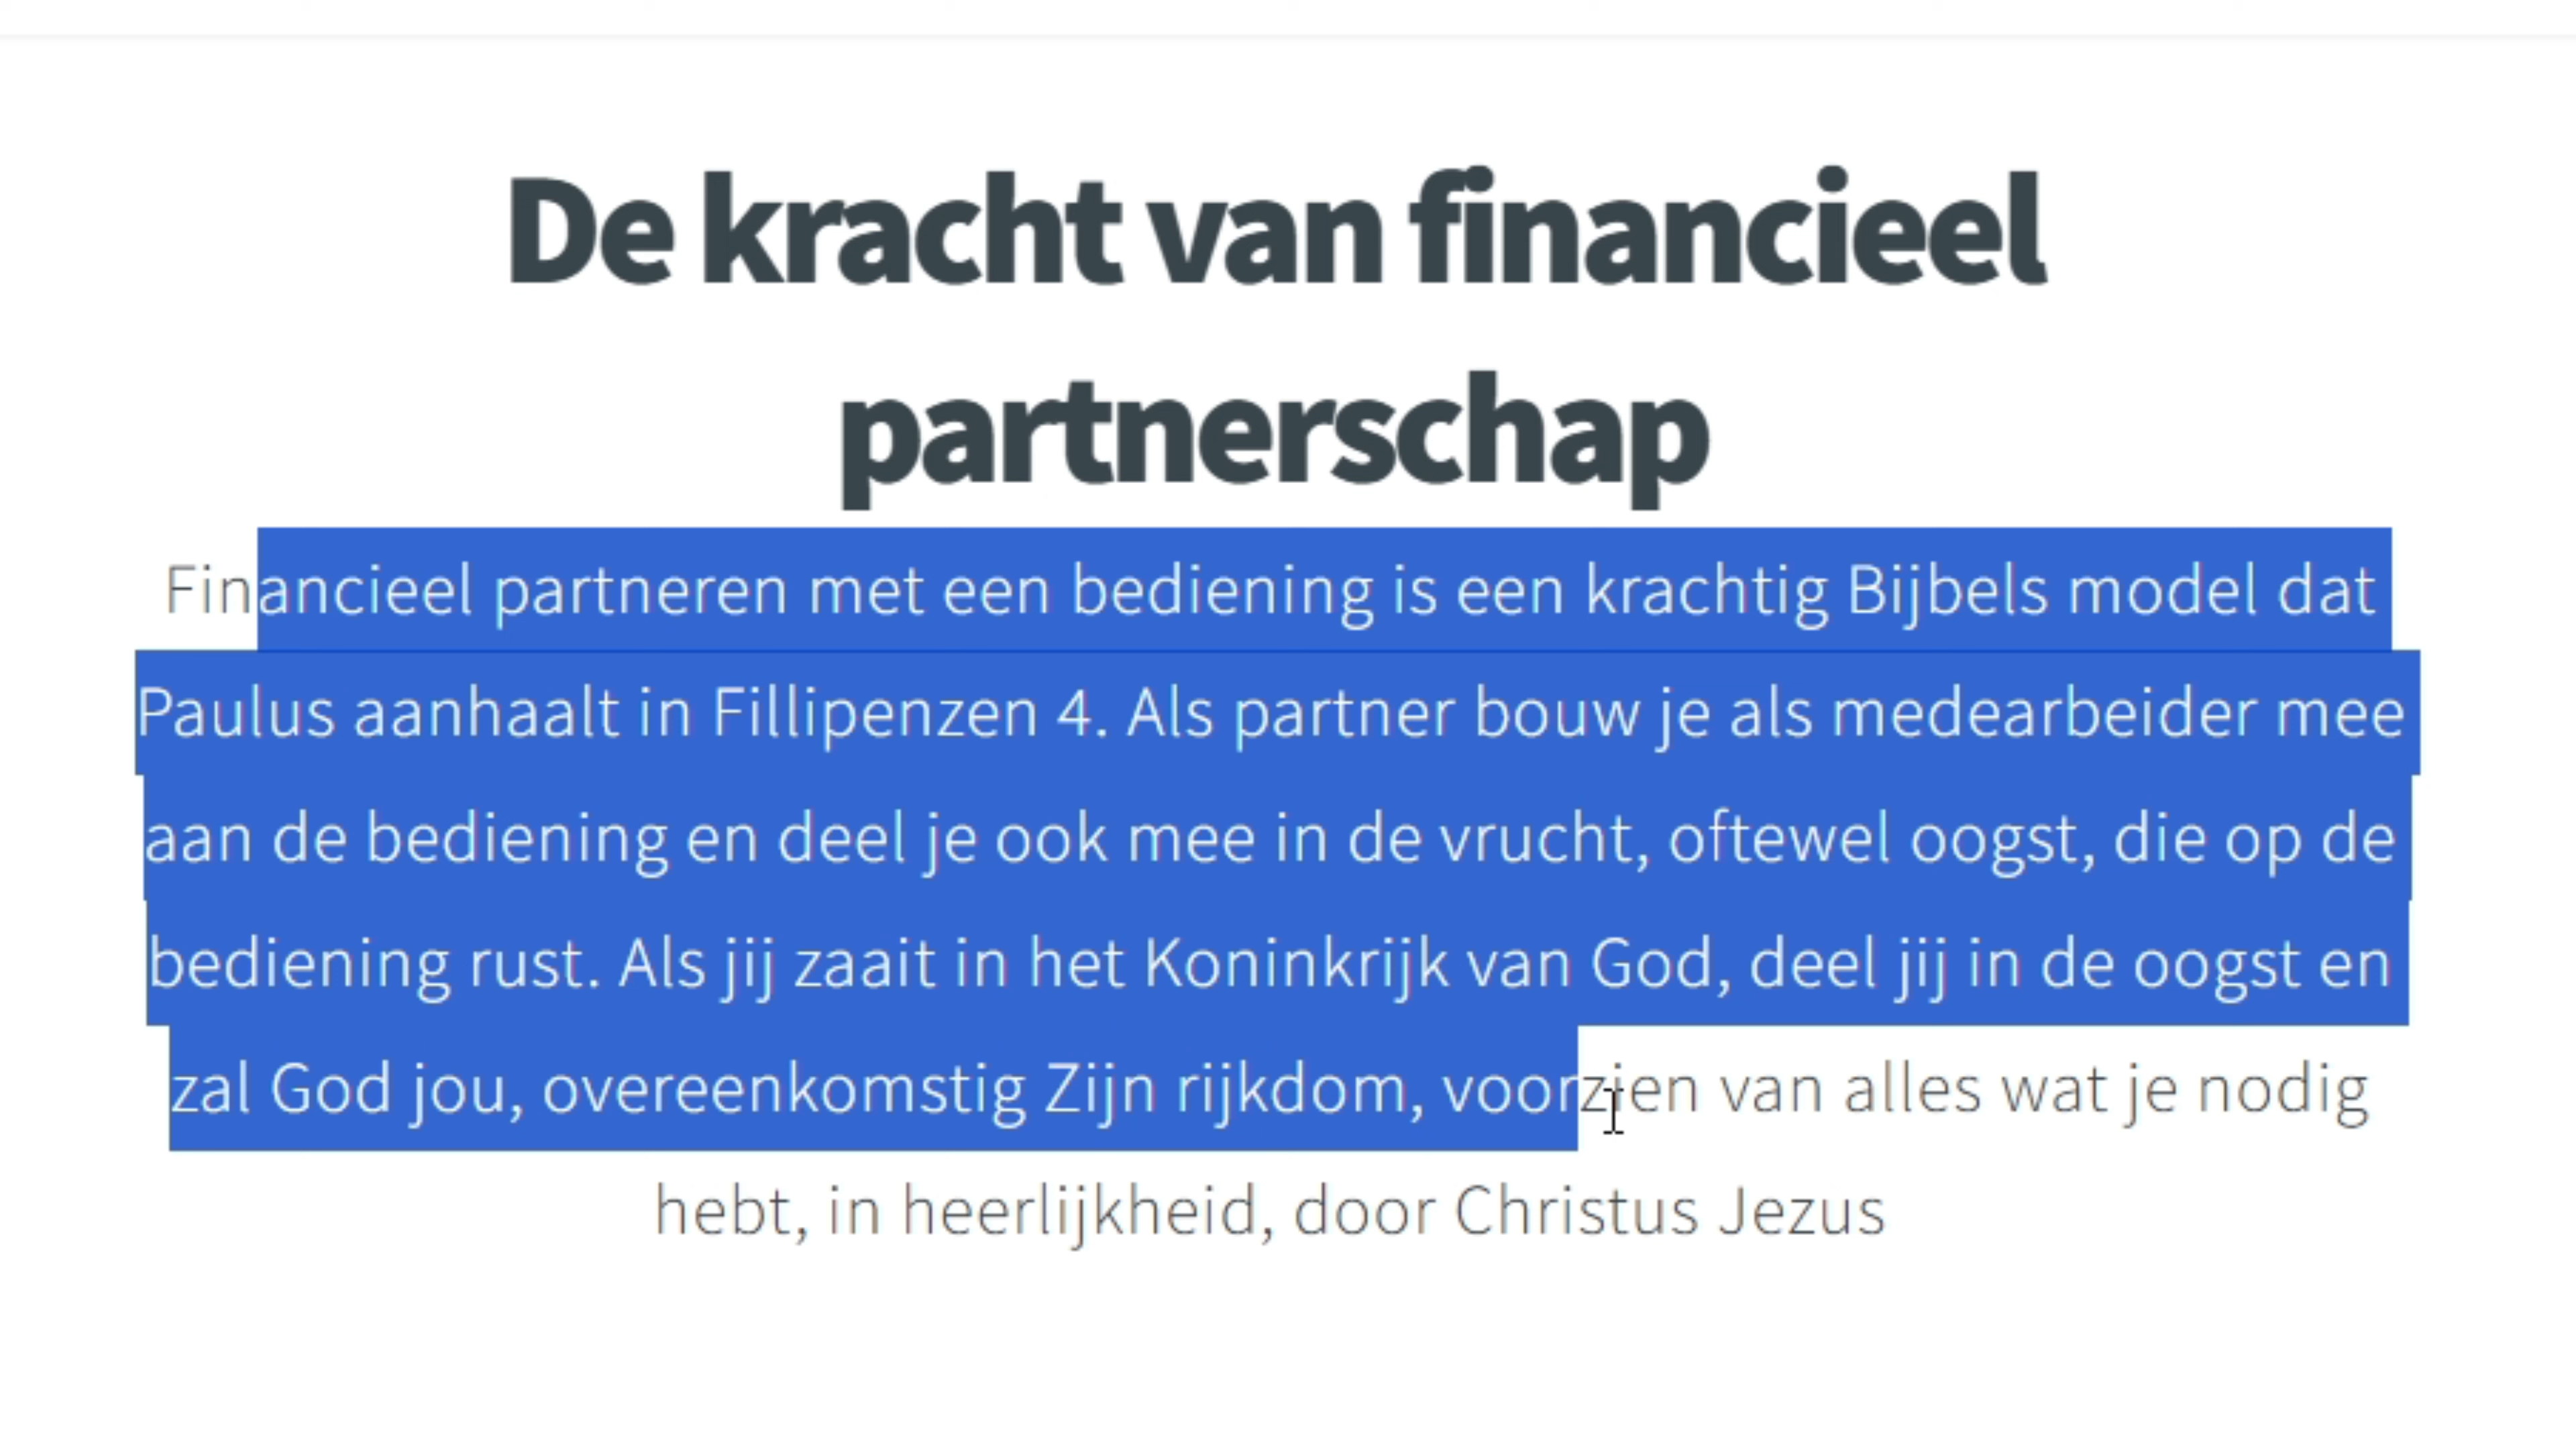 De kracht van financieel
partnerschap
Financieel partneren met een bediening is een krachtig Bijbels model dat
Paulus aanhaalt in Fillipenzen 4. Als partner bouw je als medearbeider mee
aan de bediening en deel je ook mee in de vrucht, oftewel oogst, die op de
bediening rust. Als jij zaait in het Koninkrijk van God, deel jij in de oogst en
zal God jou, overeenkomstig Zijn rijkdom, voorzien van alles wat je nodig
hebt, in heerlijkheid, door Christus Jezus